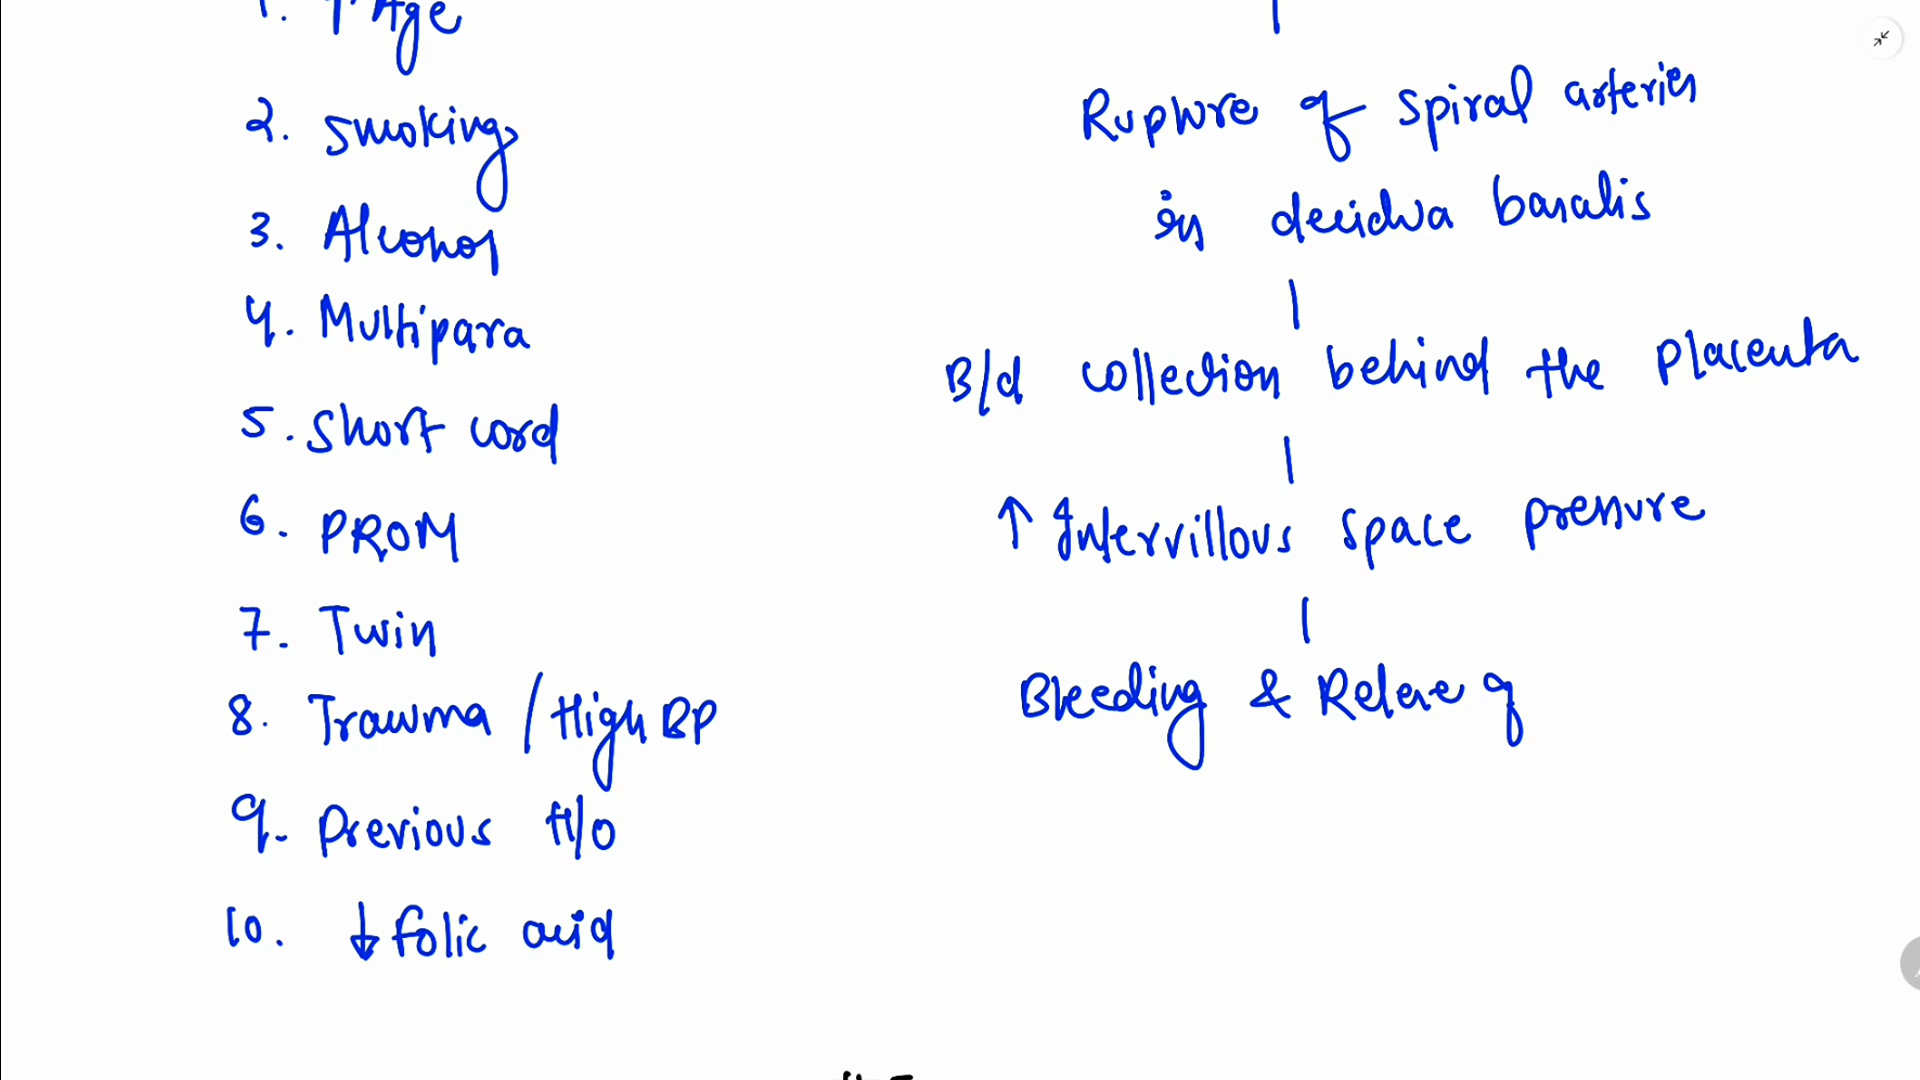 1. ↑ Age
2. Smoking
3. Alcohol
4. Multipara
5. Short cord
6. PROM
7. Twin
8. Trauma / High BP
9. Previous H/O
10. ↓ folic acid
Rupture of spiral arteries
in decidua basalis
B/d collection behind the placenta
↑ Intervillous space pressure
Bleeding & Release of